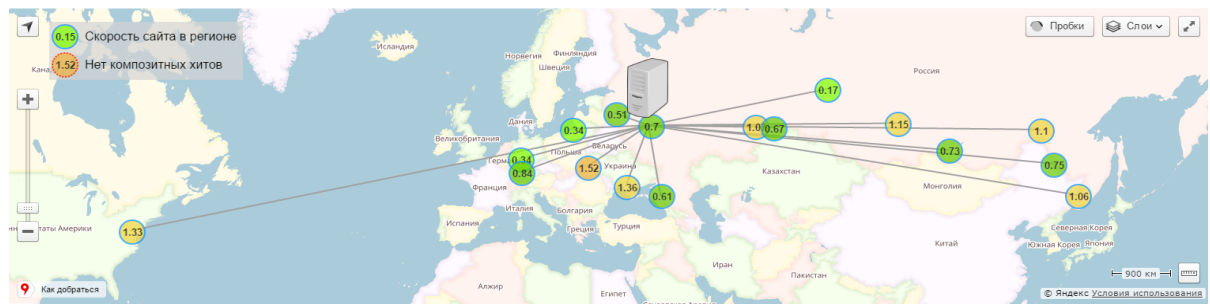 0.15 Скорость сайта в регионе
1.52 Нет композитных хитов
Пробки
Слои
Исландия
Норвегия
Финляндия
Швеция
Россия
Кана
0.17
0.51
0.7
0.34
1.0
0.67
1.15
1.1
Дания
Великобритания
Беларусь
Польша
0.34
Герм
0.84
1.52
Украина
0.73
0.75
Казахстан
Франция
1.36
0.61
Монголия
1.06
Италия
Болгария
Испания
Греция
Турция
1.33
таты Америки
Северная Корея
Южная Корея
Япония
Китай
Иран
Пакистан
Алжир
Египет
900 км
Как добраться
© Яндекс Условия использования